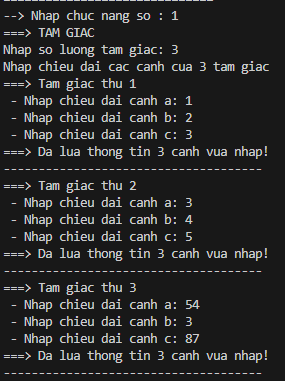 --> Nhap chuc nang so : 1
===> TAM GIAC
Nhap so luong tam giac: 3
Nhap chieu dai cac canh cua 3 tam giac
===> Tam giac thu 1
- Nhap chieu dai canh a: 1
- Nhap chieu dai canh b: 2
- Nhap chieu dai canh c: 3
===> Da lua thong tin 3 canh vua nhap!
-------------------------------------
===> Tam giac thu 2
- Nhap chieu dai canh a: 3
- Nhap chieu dai canh b: 4
- Nhap chieu dai canh c: 5
===> Da lua thong tin 3 canh vua nhap!
-------------------------------------
===> Tam giac thu 3
- Nhap chieu dai canh a: 54
- Nhap chieu dai canh b: 3
- Nhap chieu dai canh c: 87
===> Da lua thong tin 3 canh vua nhap!
-------------------------------------